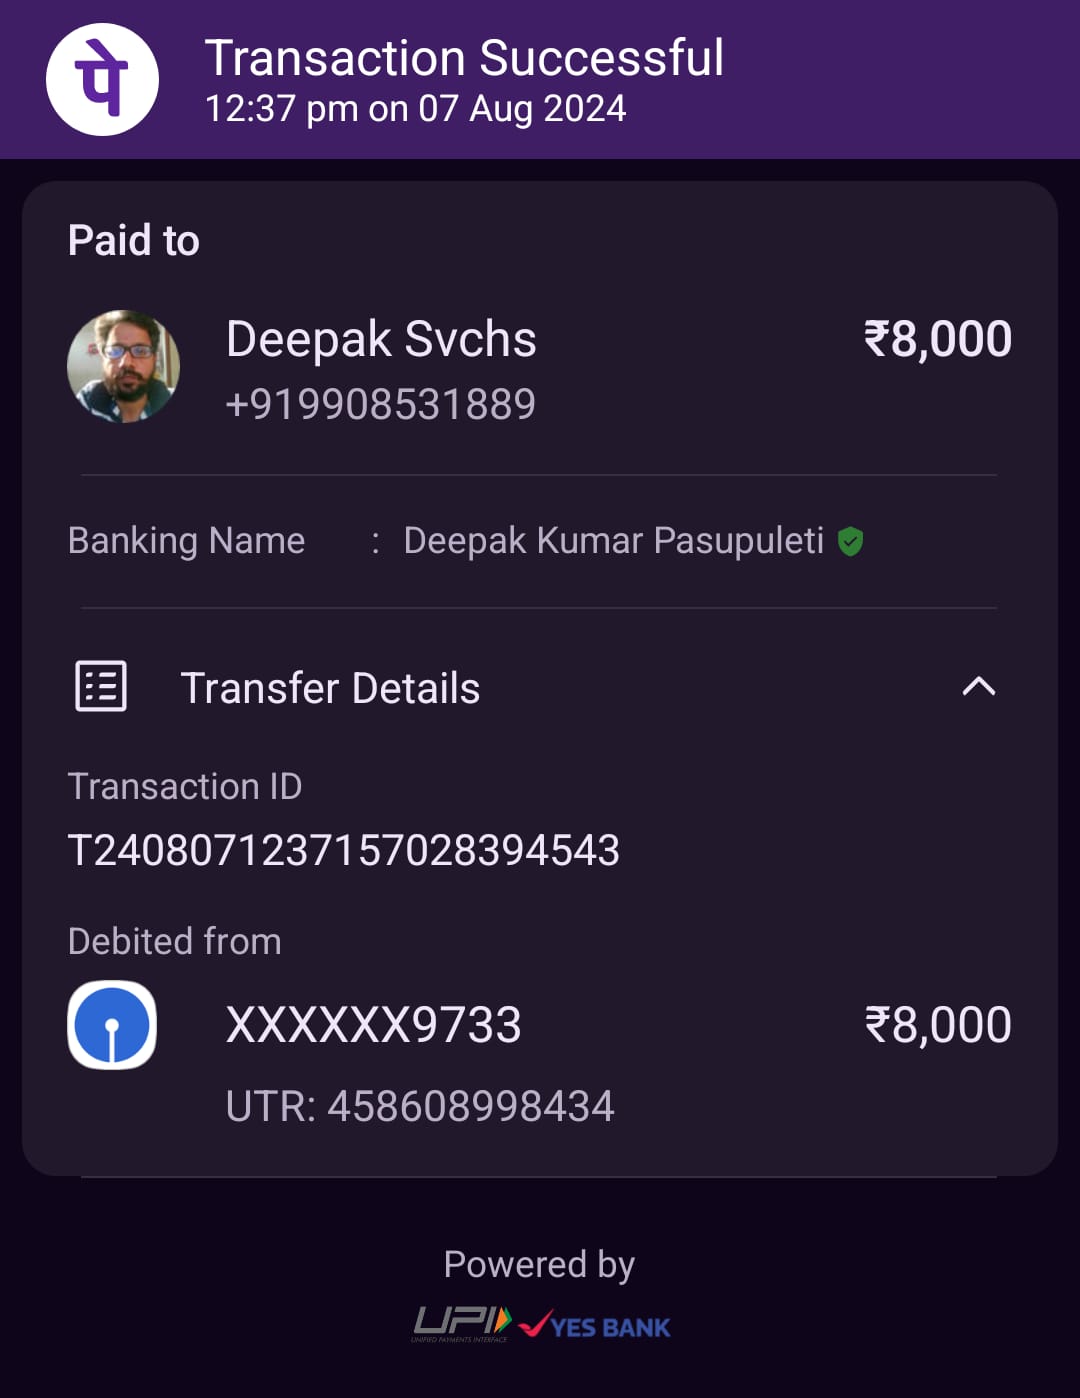 पे
Transaction Successful
12:37 pm on 07 Aug 2024
Paid to
Deepak Svchs
₹8,000
+919908531889
Banking Name : Deepak Kumar Pasupuleti
Transfer Details
Transaction ID
T2408071237157028394543
Debited from
XXXXXX9733
₹8,000
UTR: 458608998434
Powered by
UPI
UNIFIED PAYMENTS INTERFACE
YES BANK